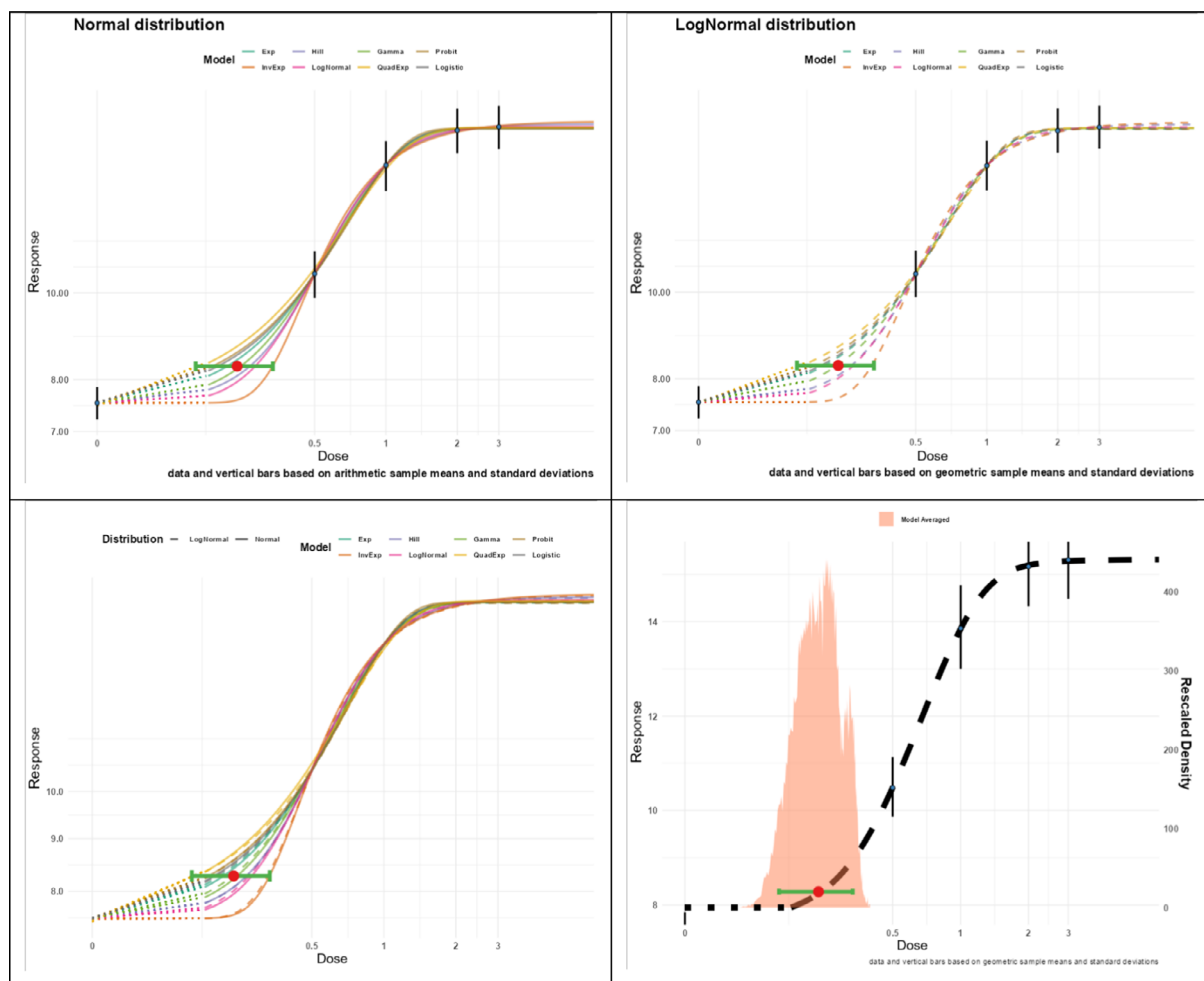 Normal distribution
Model Exp Hill Gamma Probit
InvExp LogNormal QuadExp Logistic
Response
10.00
8.00
7.00
0 0.5 1 2 3
Dose
data and vertical bars based on arithmetic sample means and standard deviations
LogNormal distribution
Model Exp Hill Gamma Probit
InvExp LogNormal QuadExp Logistic
Response
10.00
8.00
7.00
0 0.5 1 2 3
Dose
data and vertical bars based on geometric sample means and standard deviations
Distribution LogNormal Normal Model Exp Hill Gamma Probit
InvExp LogNormal QuadExp Logistic
Response
10.0
9.0
8.0
0 0.5 1 2 3
Dose
Model Averaged
Response
14
12
10
8
400
300
200
100
0
Rescaled Density
0 0.5 1 2 3
Dose
data and vertical bars based on geometric sample means and standard deviations